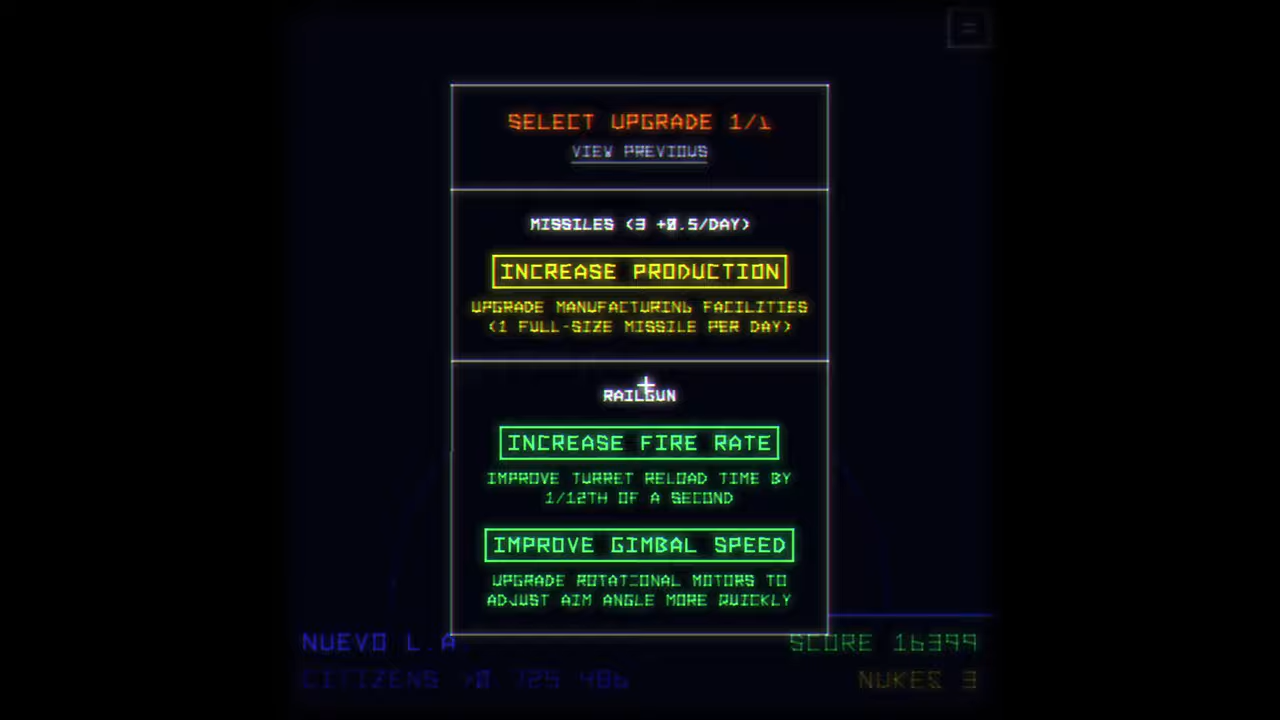 =
SELECT UPGRADE 1/1
VIEW PREVIOUS
MISSILES (3 +0.5/DAY)
INCREASE PRODUCTION
UPGRADE MANUFACTURING FACILITIES
(1 FULL-SIZE MISSILE PER DAY)
RAILGUN
INCREASE FIRE RATE
IMPROVE TURRET RELOAD TIME BY
1/12TH OF A SECOND
IMPROVE GIMBAL SPEED
UPGRADE ROTATIONAL MOTORS TO
ADJUST AIM ANGLE MORE QUICKLY
NUEVO L.A.
SCORE 16399
CITIZENS
NUKES 3